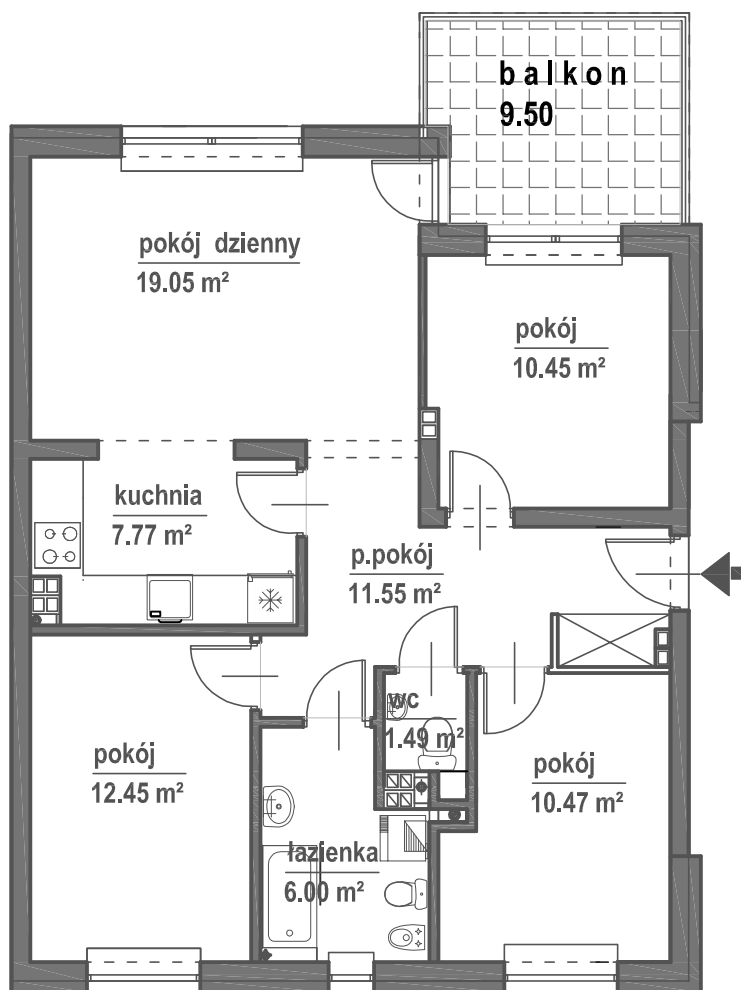 balkon
9.50
pokój dzienny
19.05 m²
pokój
10.45 m²
kuchnia
7.77 m²
p.pokój
11.55 m²
wc
1.49 m²
pokój
12.45 m²
pokój
10.47 m²
łazienka
6.00 m²